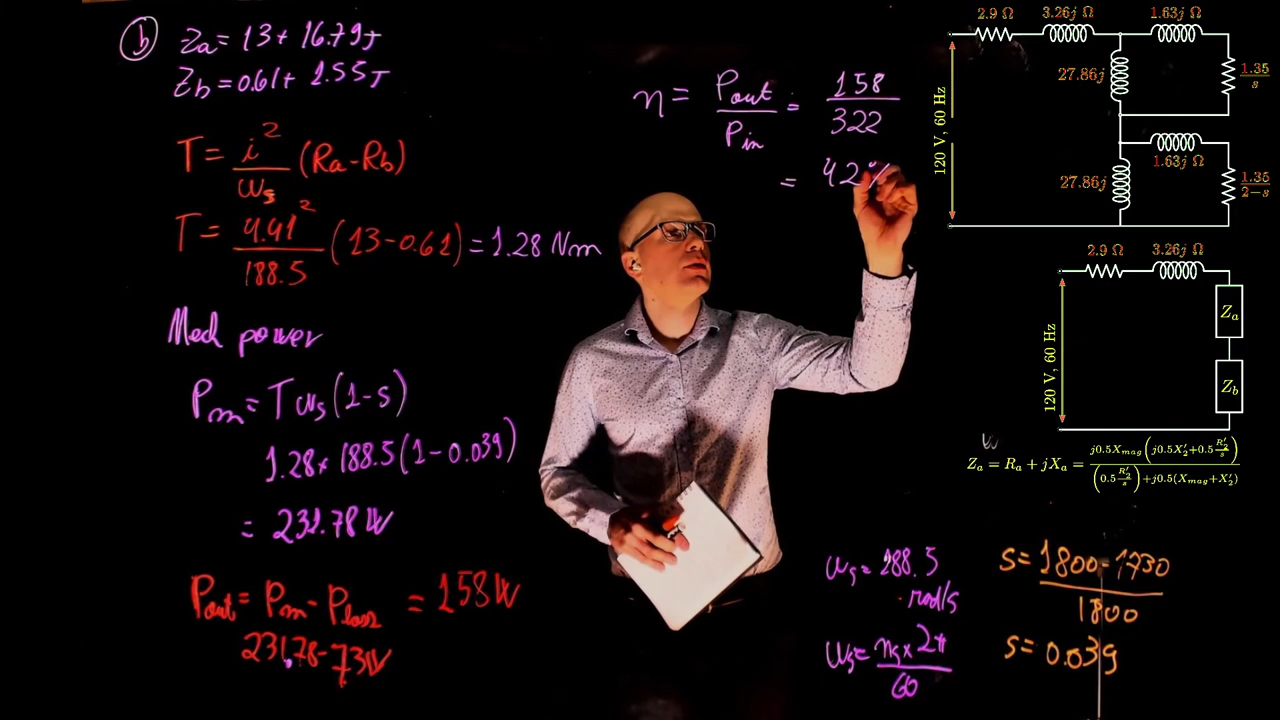 b Za = 13 + 16.79J
Zb = 0.61 + 1.55J
T = i² / ωs (Ra - Rb)
T = 4.41² / 188.5 (13 - 0.61) = 1.28 Nm
Mech power
Pm = T ωs (1 - s)
1.28 × 188.5 (1 - 0.039)
= 231.78 W
Pout = Pm - Ploss = 158 W
231.78 - 73W
η = Pout / Pin = 158 / 322
= 42%
ωs = 188.5
rad/s
ωs = ns × 2π / 60
s = 1800 - 1730 / 1800
s = 0.039
2.9 Ω 3.26j Ω 1.63j Ω
27.86j 1.35/s
120 V, 60 Hz
1.63j Ω
27.86j 1.35/2−s
2.9 Ω 3.26j Ω
Za
120 V, 60 Hz
Zb
Za = Ra + jXa = j0.5Xmag(j0.5X′2+0.5 R′2/s) / (0.5 R′2/s)+j0.5(Xmag+X′2)